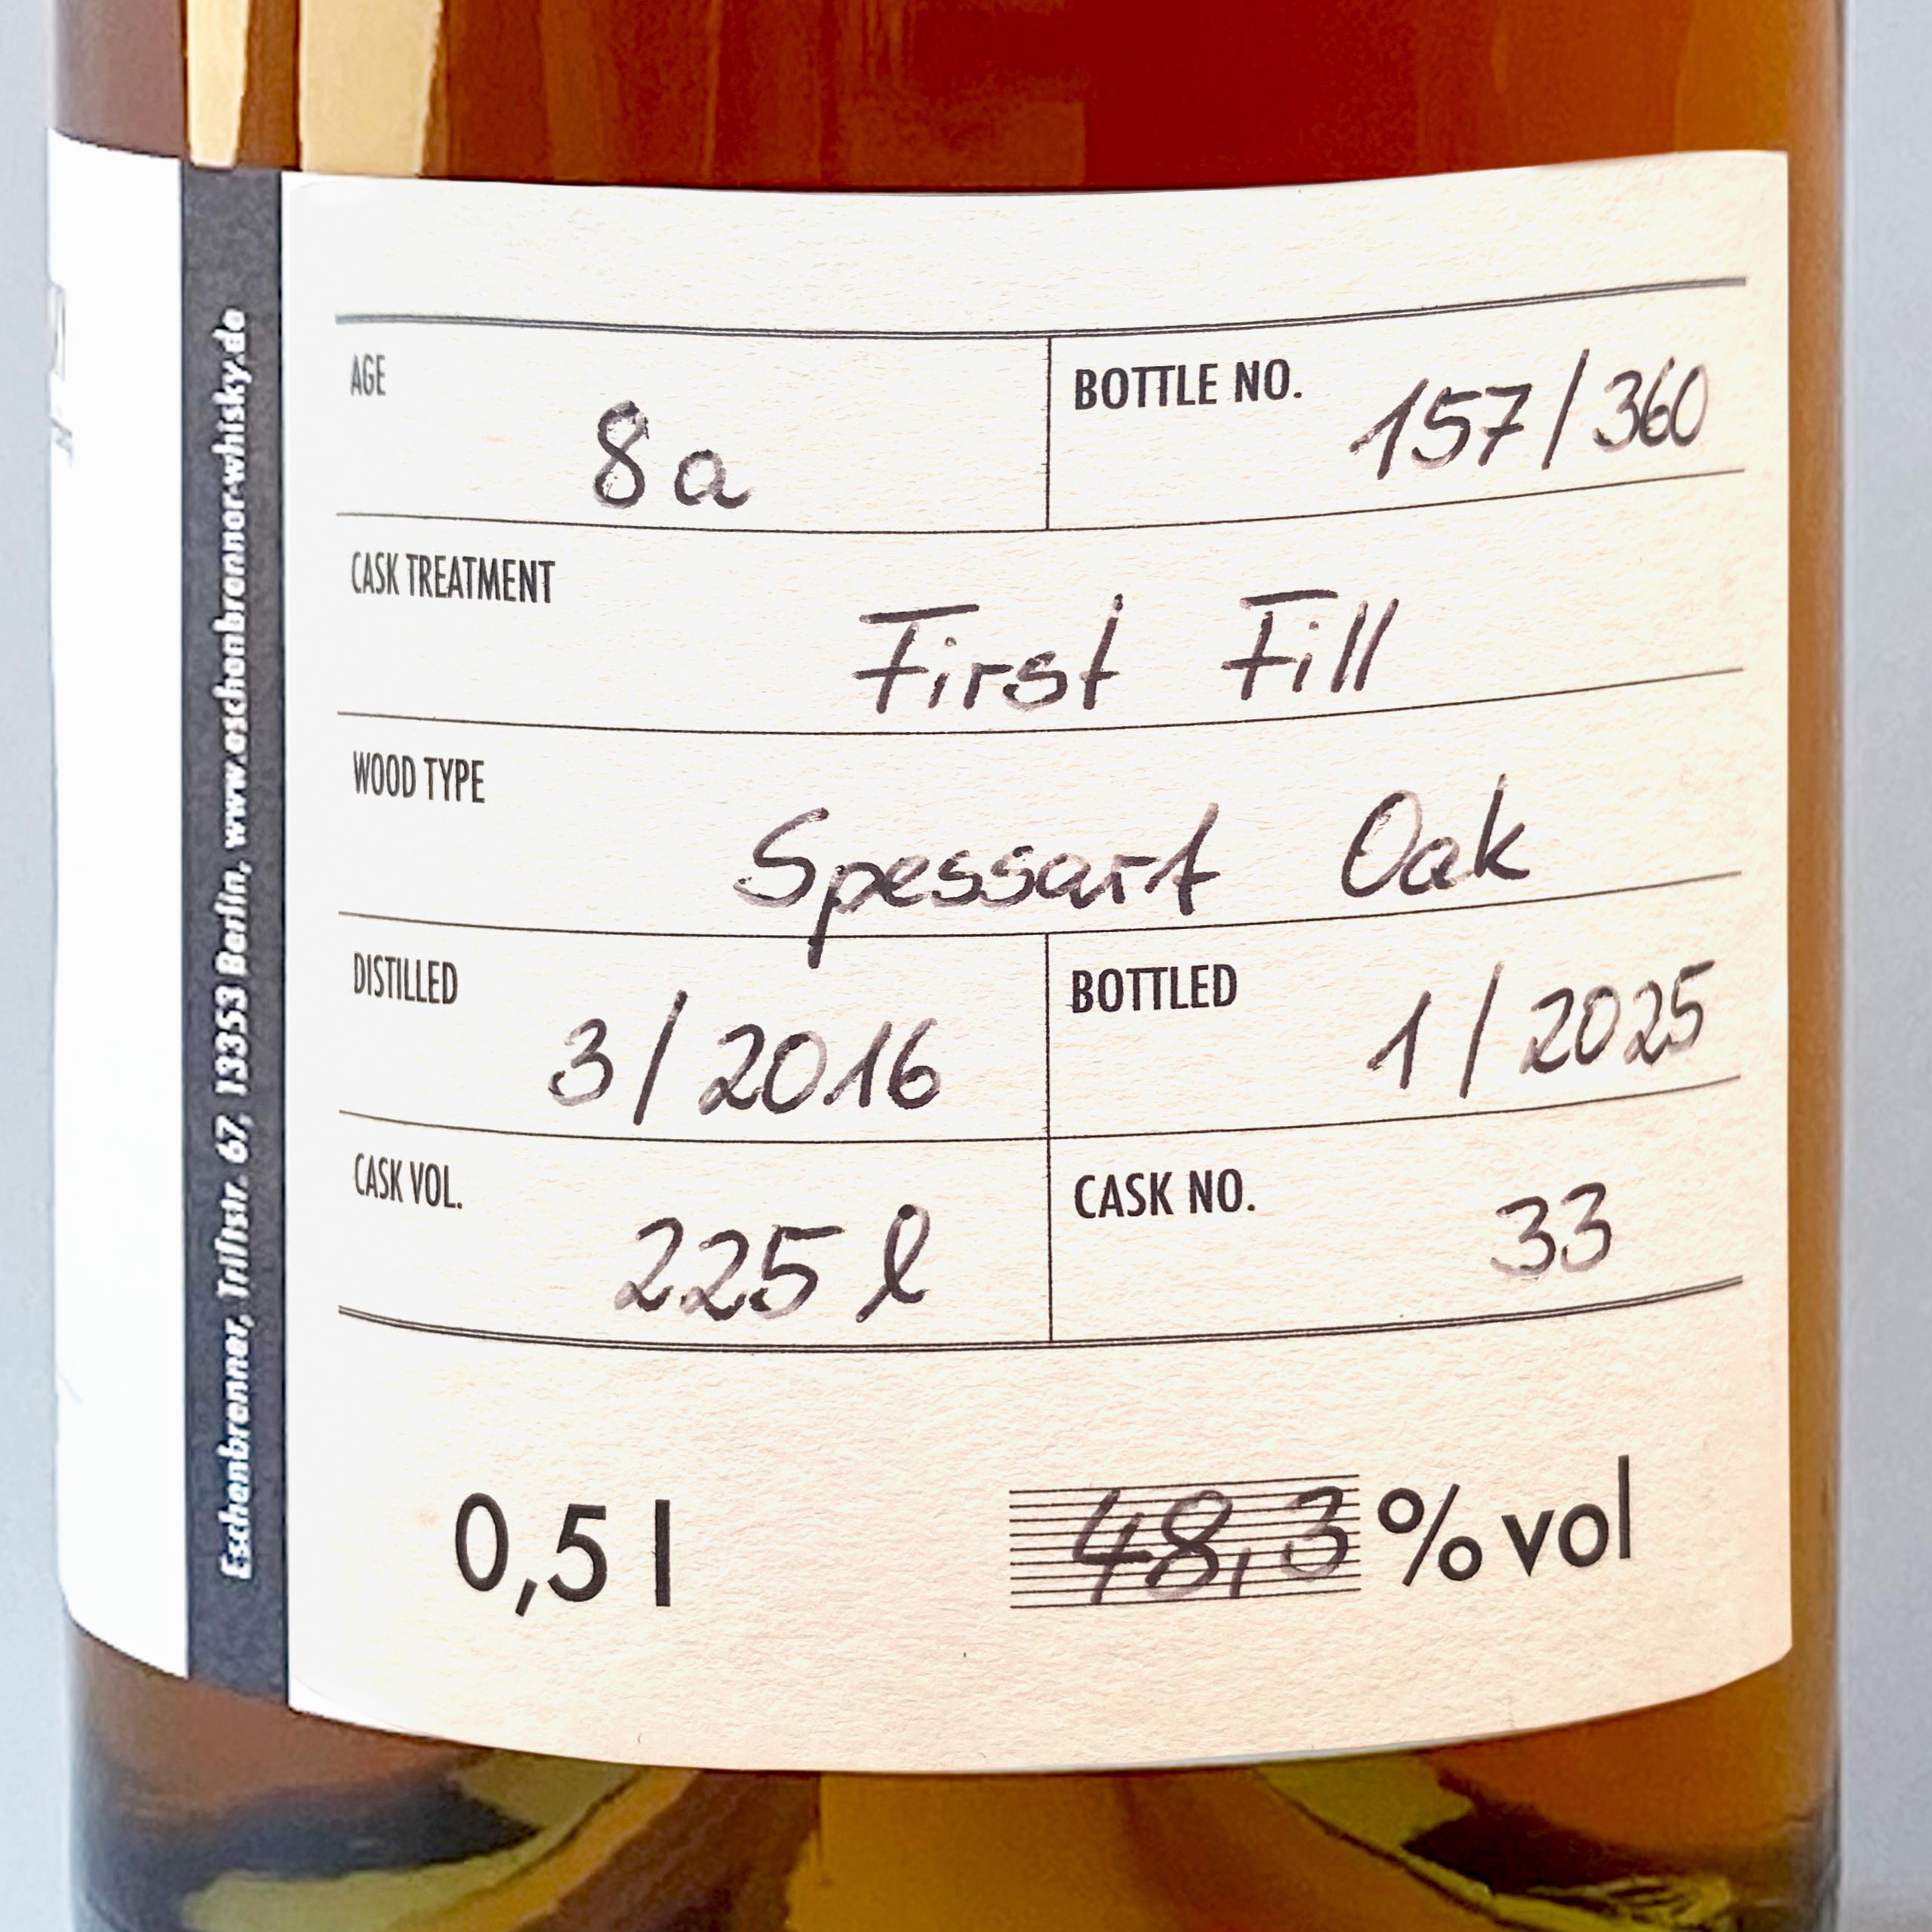 AGE
8a
BOTTLE NO.
157/360
CASK TREATMENT
First Fill
WOOD TYPE
Spessart Oak
DISTILLED
3/2016
BOTTLED
1/2025
CASK VOL.
225 l
CASK NO.
33
0,5 l
48,3 % vol
Eschenbrenner, Triftstr. 67, 13353 Berlin, www.eschenbrenner-whisky.de